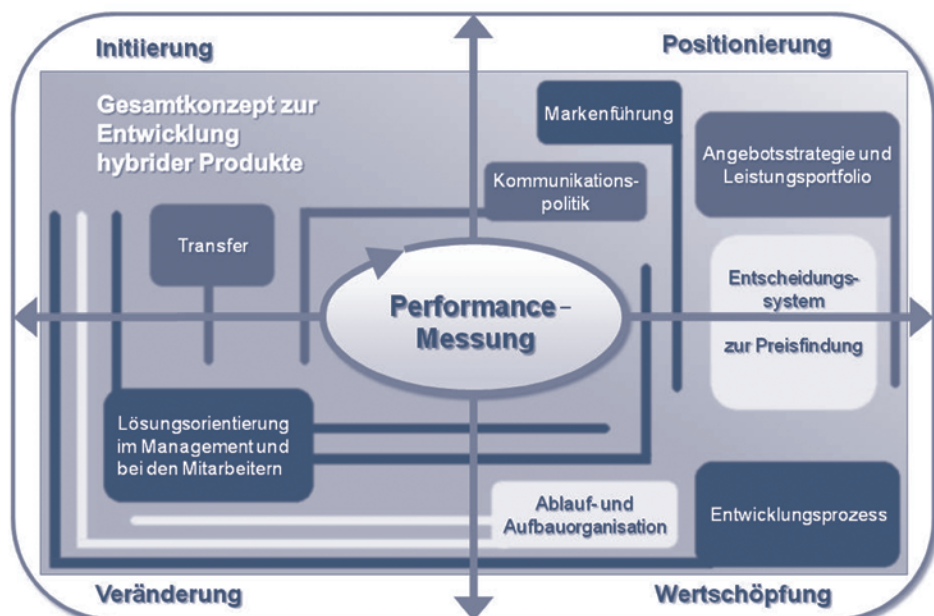 Initiierung
Positionierung
Gesamtkonzept zur
Entwicklung
hybrider Produkte
Markenführung
Angebotsstrategie und
Leistungsportfolio
Kommunikations-
politik
Transfer
Entscheidungs-
system
zur Preisfindung
Performance–
Messung
Lösungsorientierung
im Management und
bei den Mitarbeitern
Ablauf- und
Aufbauorganisation
Entwicklungsprozess
Veränderung
Wertschöpfung